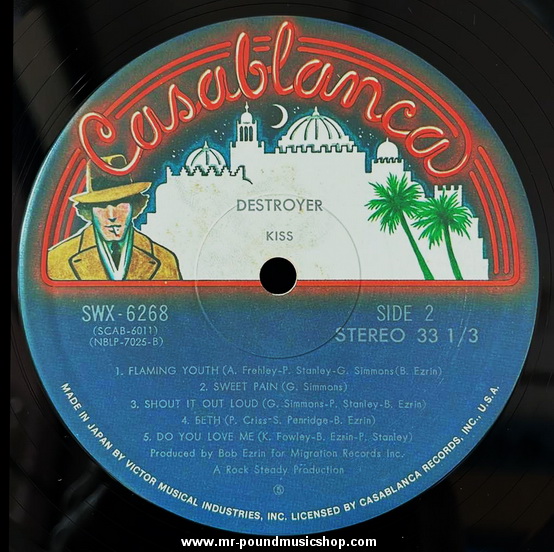 Casablanca
DESTROYER
KISS
SWX-6268
(SCAB-6011)
(NBLP-7025-B)
SIDE 2
STEREO 33 1/3
1. FLAMING YOUTH (A. Frehley-P. Stanley-G. Simmons(B. Ezrin)
2. SWEET PAIN (G. Simmons)
3. SHOUT IT OUT LOUD (G. Simmons-P. Stanley-B. Ezrin)
4. BETH (P. Criss-S. Penridge-B. Ezrin)
5. DO YOU LOVE ME (K. Fowley-B. Ezrin-P. Stanley)
Produced by Bob Ezrin for Migration Records Inc.
A Rock Steady Production
MADE IN JAPAN BY VICTOR MUSICAL INDUSTRIES, INC. LICENSED BY CASABLANCA RECORDS, INC., U.S.A.
www.mr-poundmusicshop.com